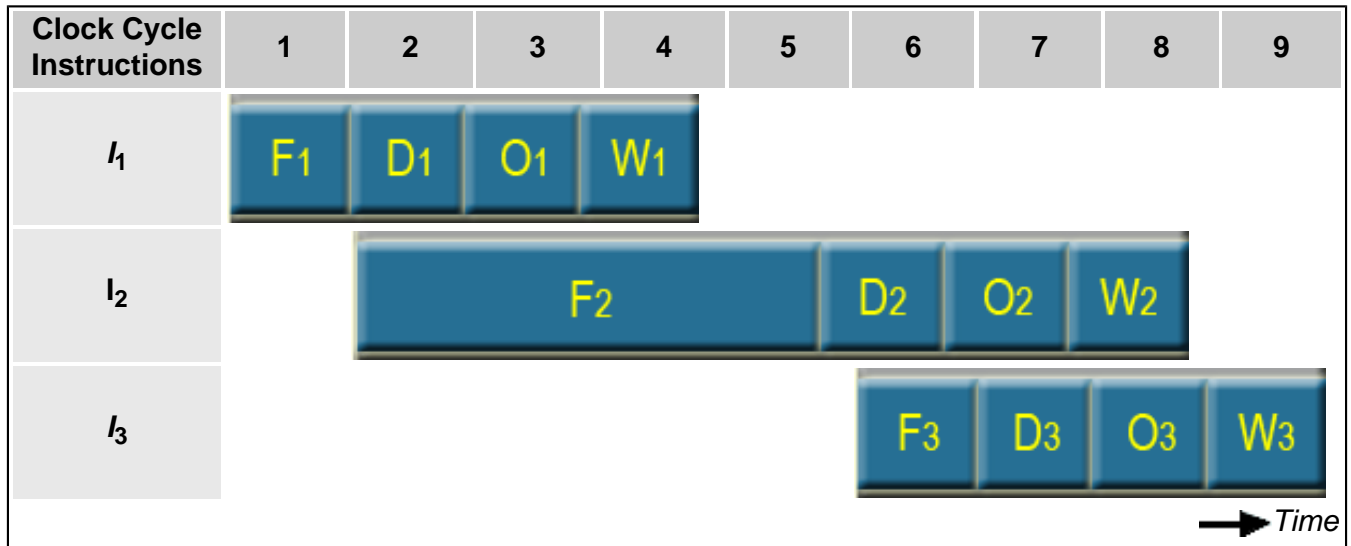 Clock Cycle
Instructions 1 2 3 4 5 6 7 8 9
I1 F1 D1 O1 W1
I2 F2 D2 O2 W2
I3 F3 D3 O3 W3
Time